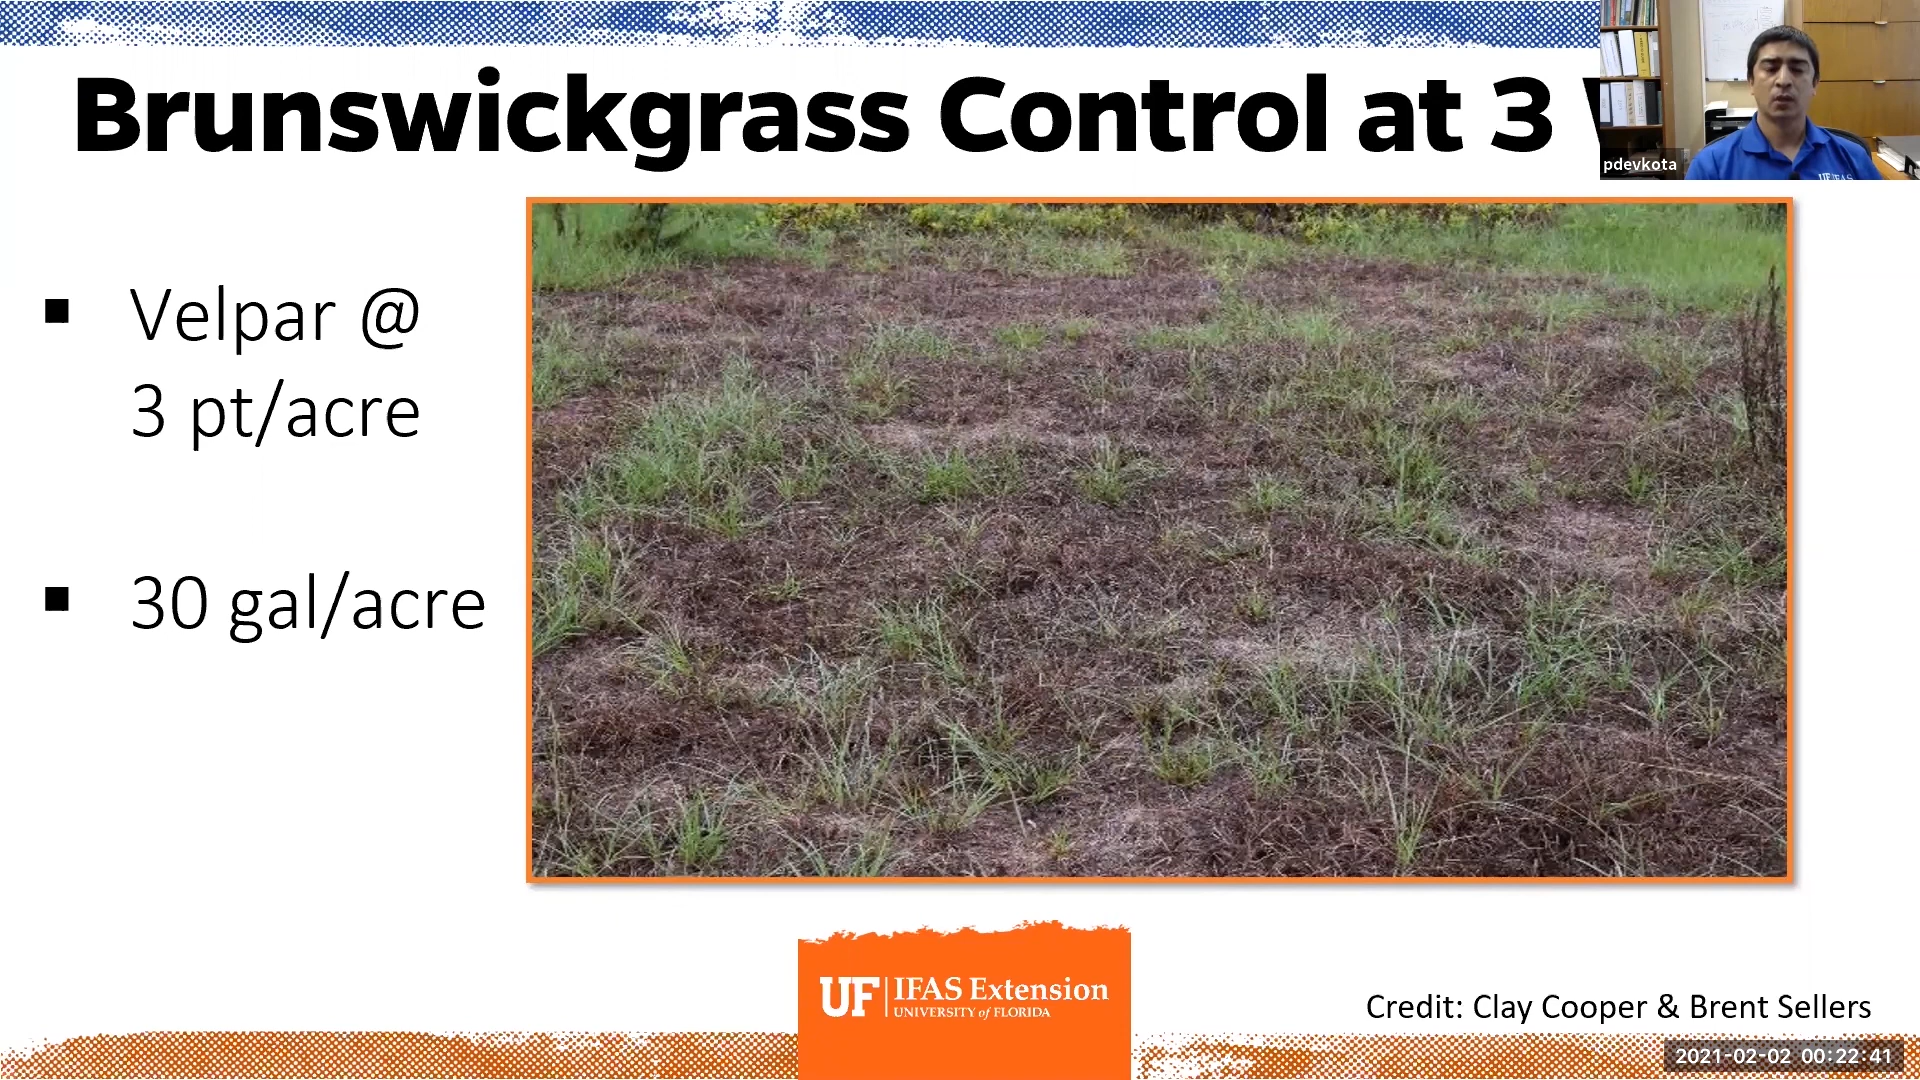 Brunswickgrass Control at 3
pdevkota
▪ Velpar @
3 pt/acre
▪ 30 gal/acre
UF IFAS Extension
UNIVERSITY of FLORIDA
Credit: Clay Cooper & Brent Sellers
2021-02-02 00:22:41